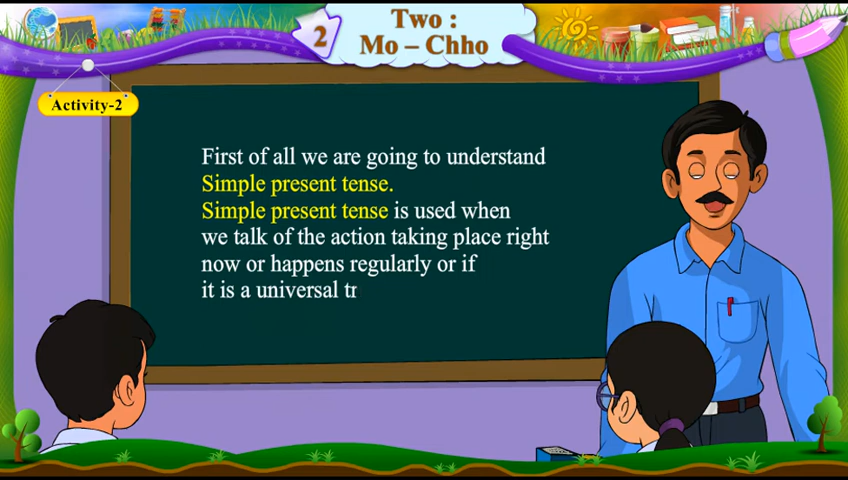 2
Two :
Mo – Chho
Activity-2
First of all we are going to understand
Simple present tense.
Simple present tense is used when
we talk of the action taking place right
now or happens regularly or if
it is a universal tr